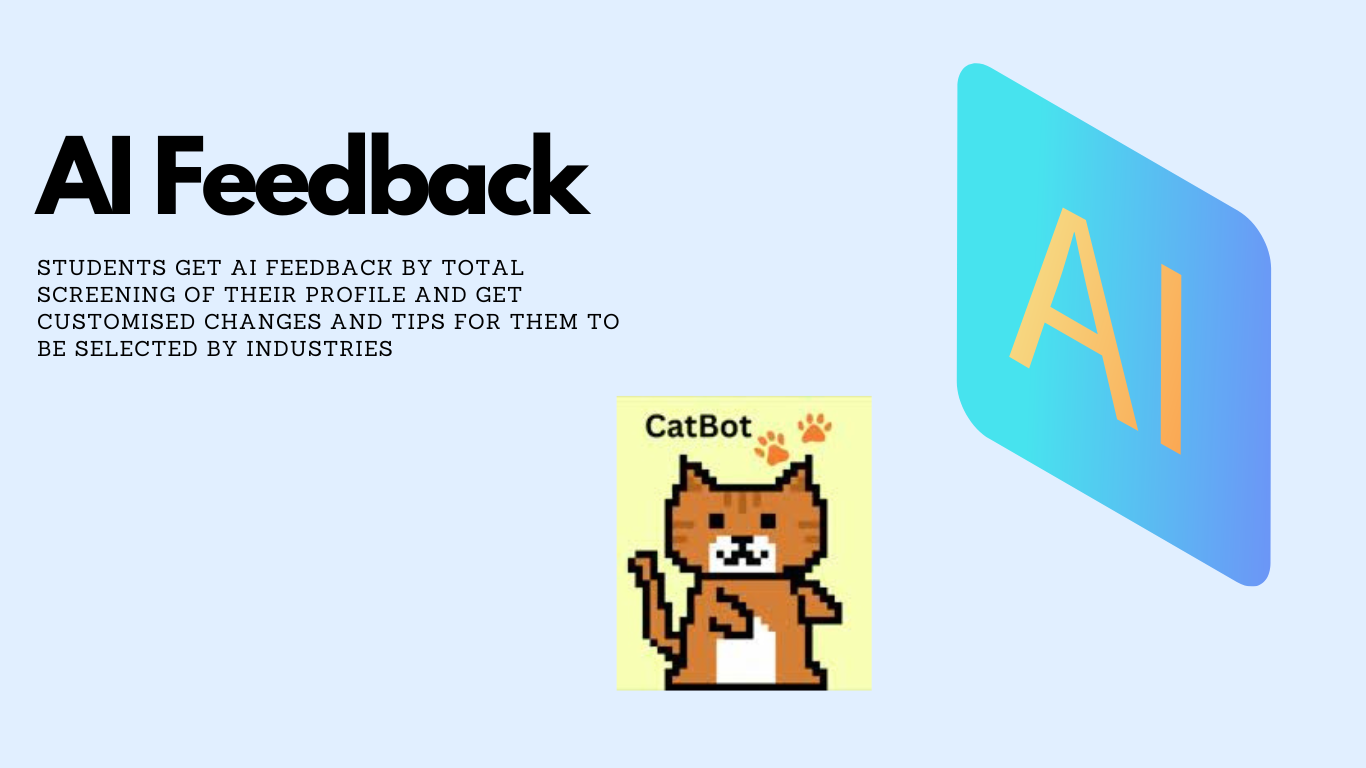 AI Feedback
STUDENTS GET AI FEEDBACK BY TOTAL
SCREENING OF THEIR PROFILE AND GET
CUSTOMISED CHANGES AND TIPS FOR THEM TO
BE SELECTED BY INDUSTRIES
CatBot
AI